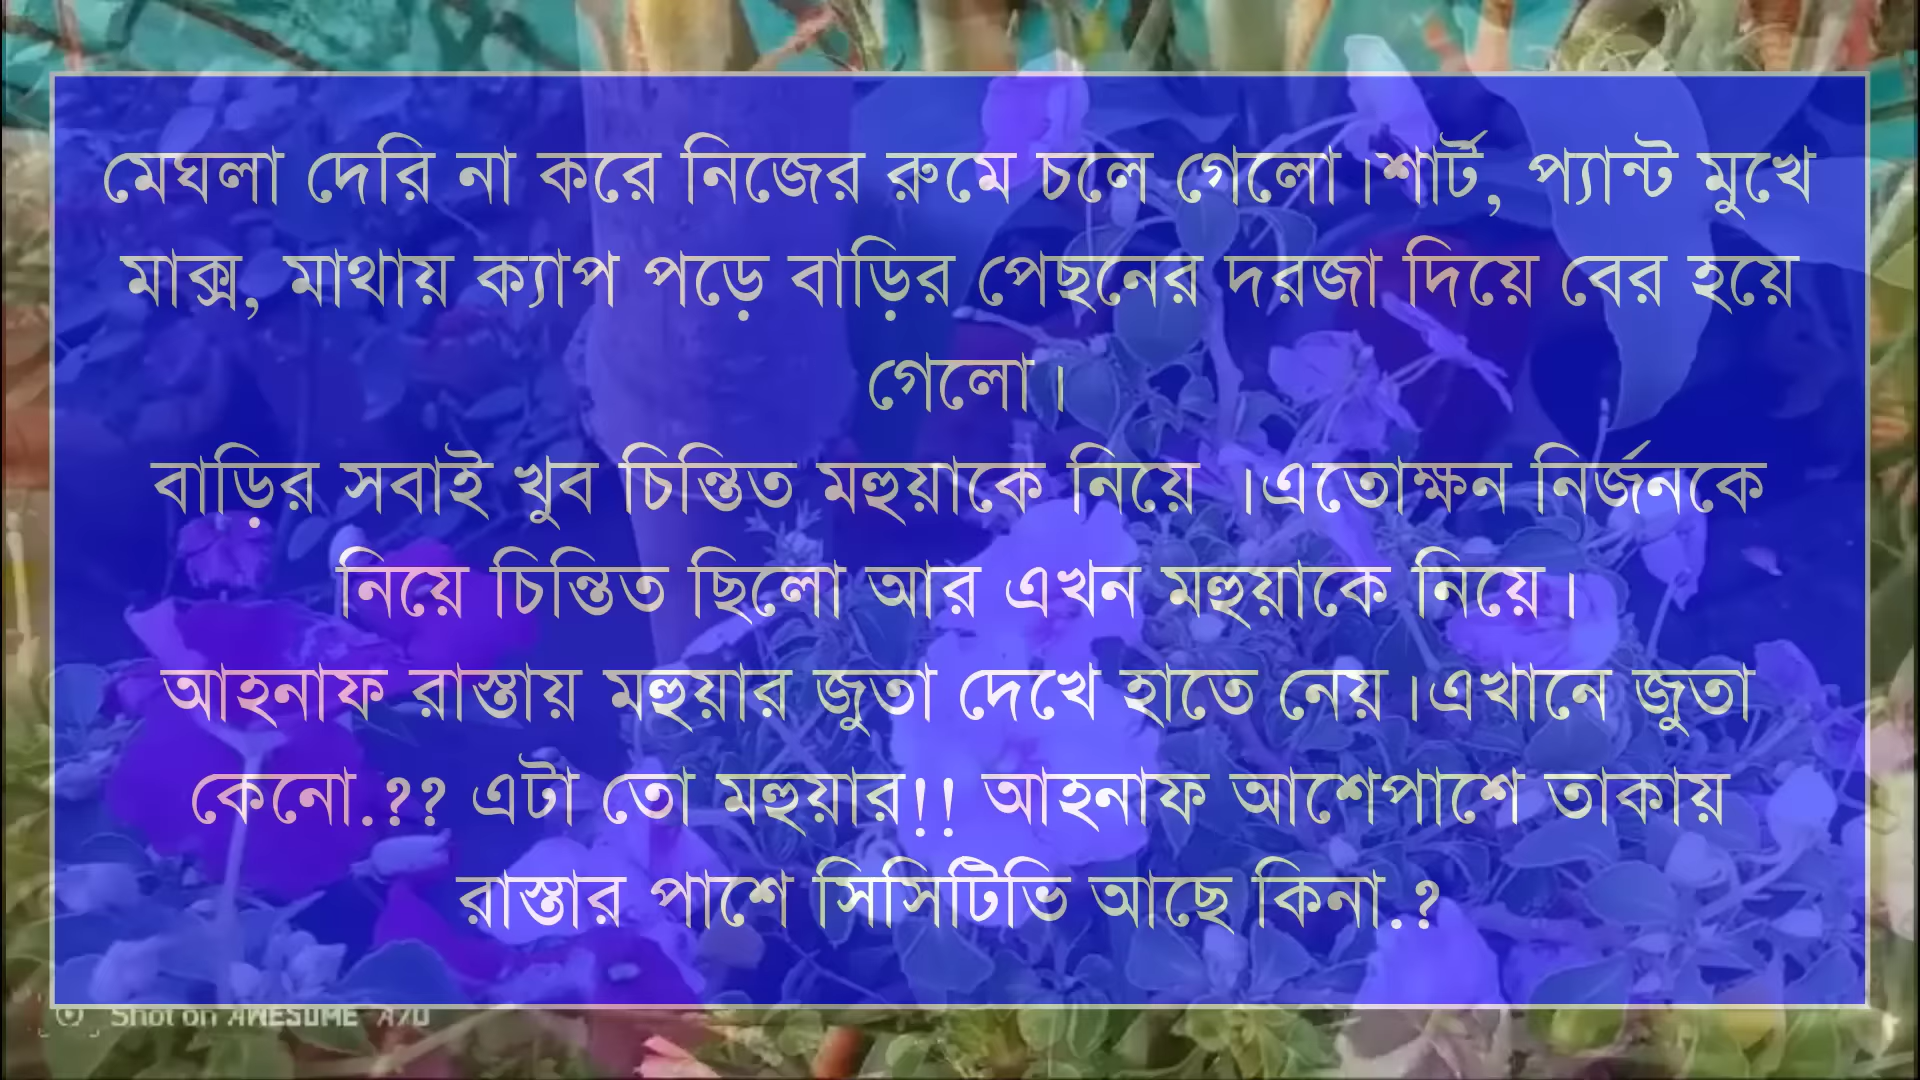 মেঘলা দেরি না করে নিজের রুমে চলে গেলো।শার্ট, প্যান্ট মুখে
মাক্স, মাথায় ক্যাপ পড়ে বাড়ির পেছনের দরজা দিয়ে বের হয়ে
গেলো।
বাড়ির সবাই খুব চিন্তিত মহুয়াকে নিয়ে ।এতোক্ষন নির্জনকে
নিয়ে চিন্তিত ছিলো আর এখন মহুয়াকে নিয়ে।
আহনাফ রাস্তায় মহুয়ার জুতা দেখে হাতে নেয়।এখানে জুতা
কেনো.?? এটা তো মহুয়ার!! আহনাফ আশেপাশে তাকায়
রাস্তার পাশে সিসিটিভি আছে কিনা.?
Shot on AWESOME A70